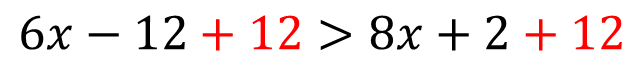 6x − 12 + 12 > 8x + 2 + 12